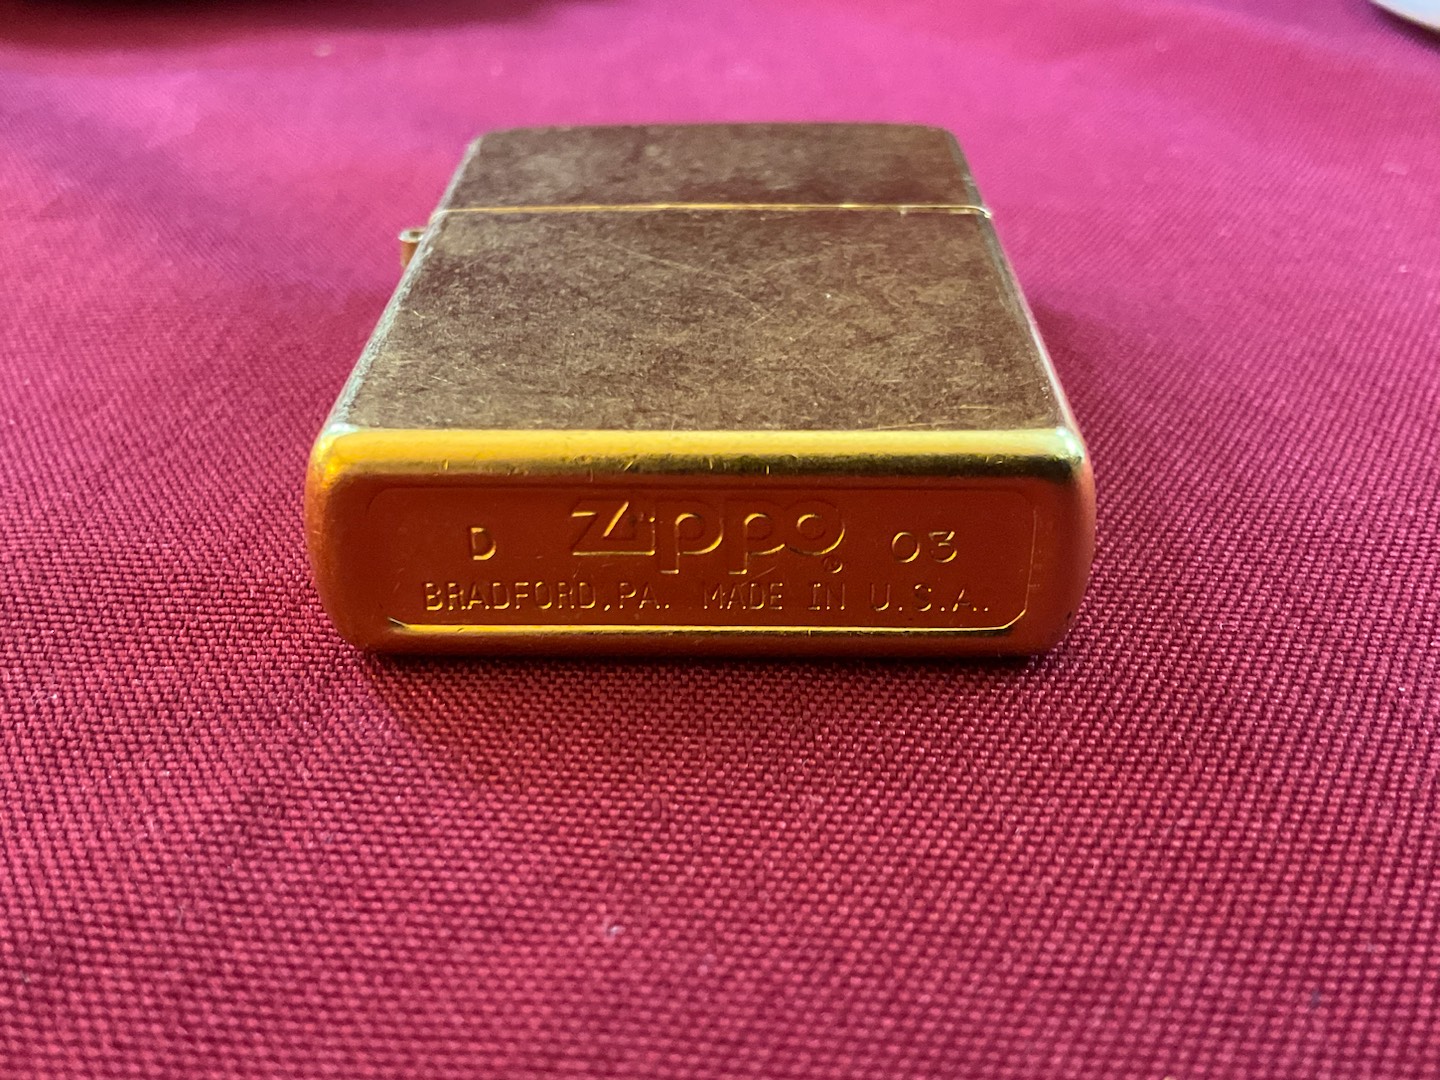 D Zippo ® 03
BRADFORD, PA. MADE IN U.S.A.